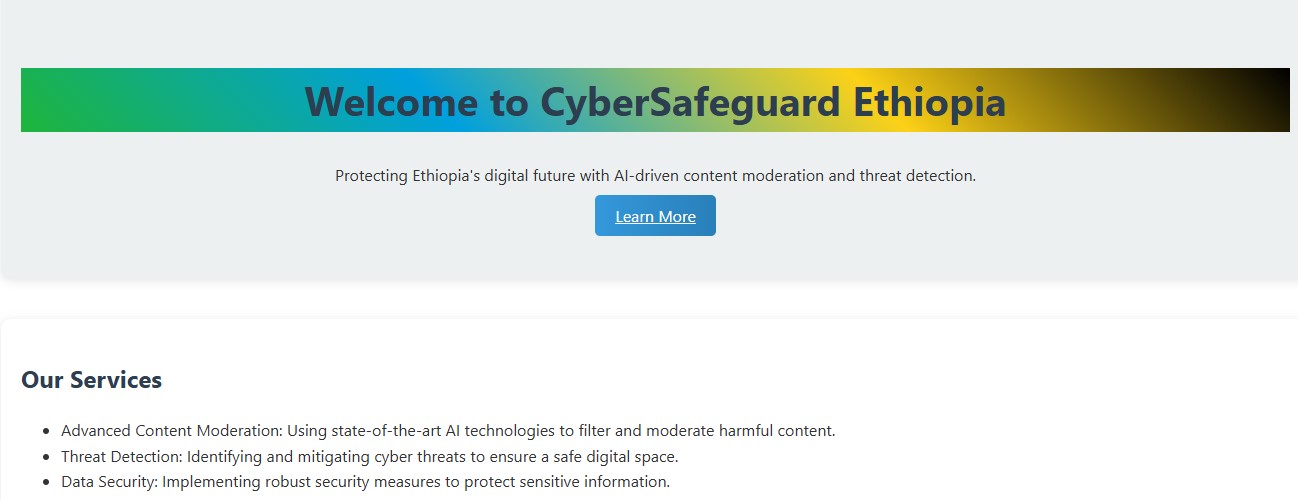 Welcome to CyberSafeguard Ethiopia
Protecting Ethiopia's digital future with AI-driven content moderation and threat detection.
Learn More
Our Services
Advanced Content Moderation: Using state-of-the-art AI technologies to filter and moderate harmful content.
Threat Detection: Identifying and mitigating cyber threats to ensure a safe digital space.
Data Security: Implementing robust security measures to protect sensitive information.